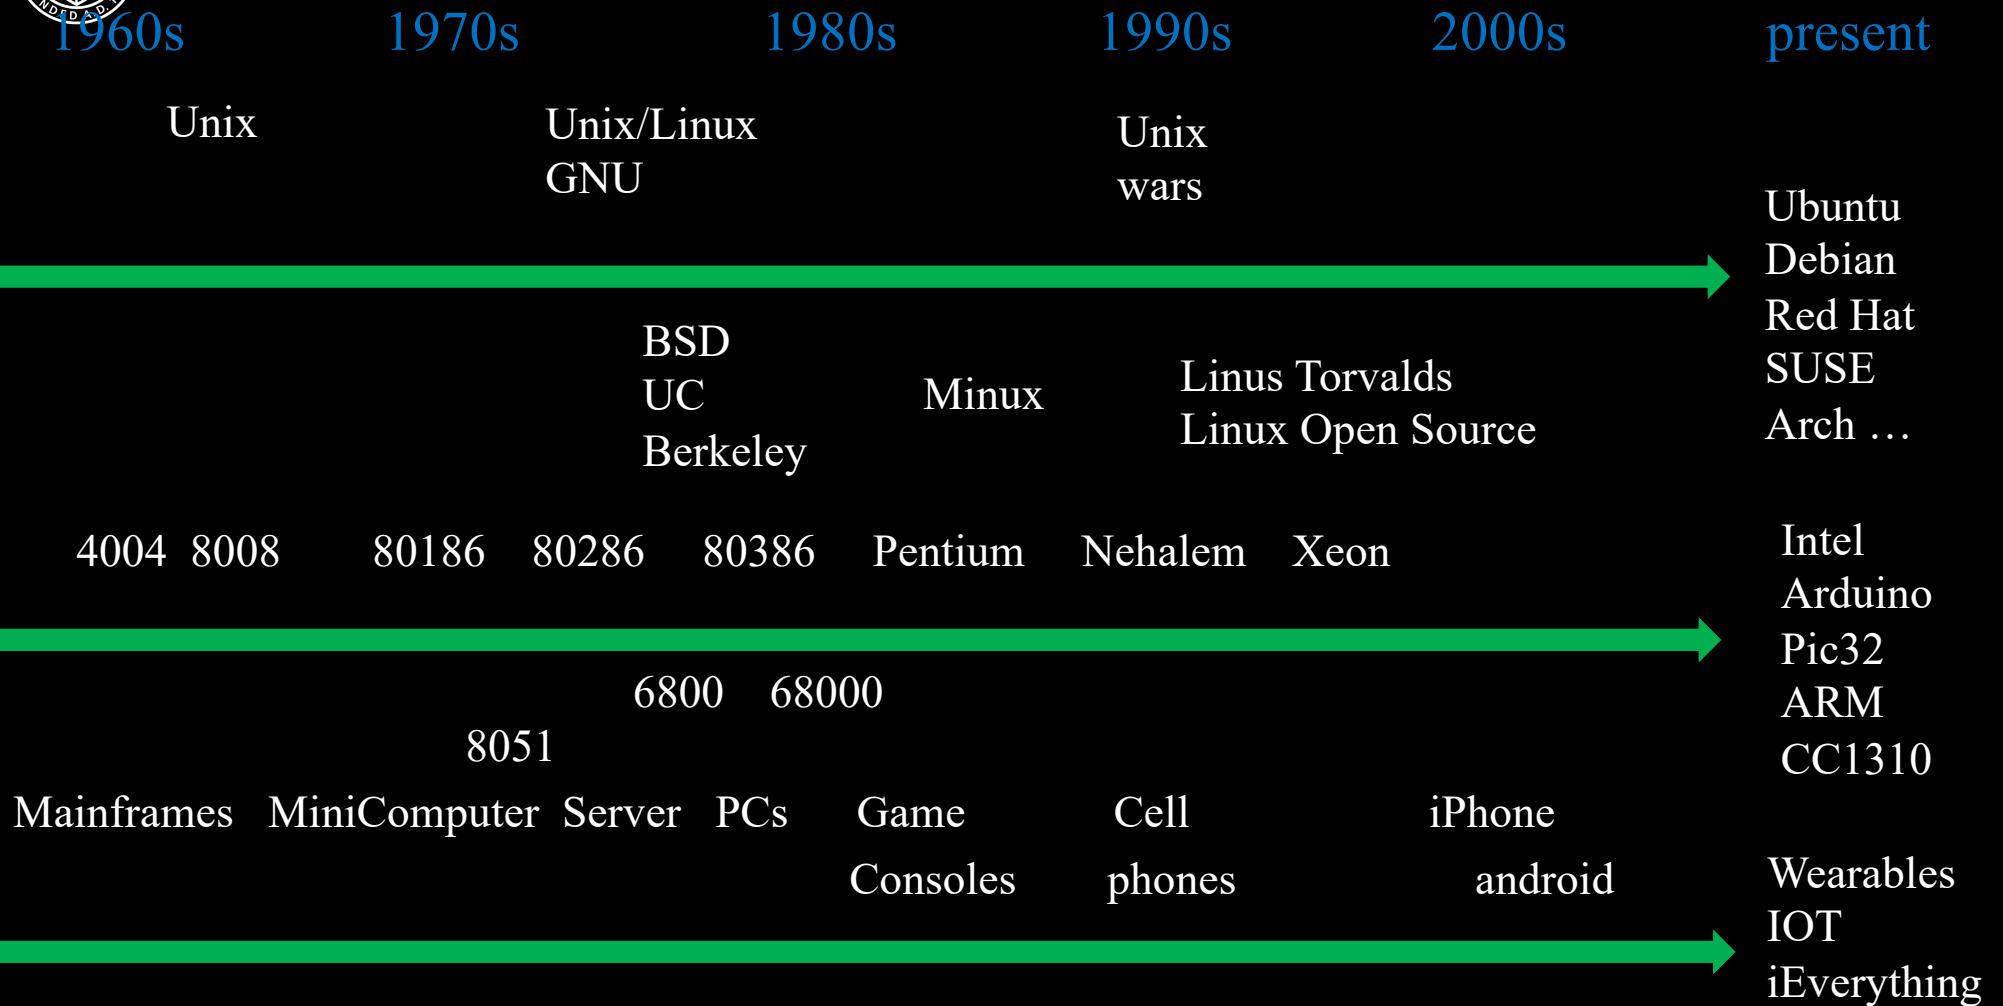 1960s 1970s 1980s 1990s 2000s present
Unix
Unix/Linux
GNU
Unix
wars
Ubuntu
Debian
Red Hat
SUSE
Arch …
BSD
UC
Berkeley
Minux
Linus Torvalds
Linux Open Source
4004 8008 80186 80286 80386 Pentium Nehalem Xeon
Intel
Arduino
Pic32
ARM
CC1310
6800 68000
8051
Mainframes MiniComputer Server PCs Game Cell iPhone
Consoles phones android
Wearables
IOT
iEverything